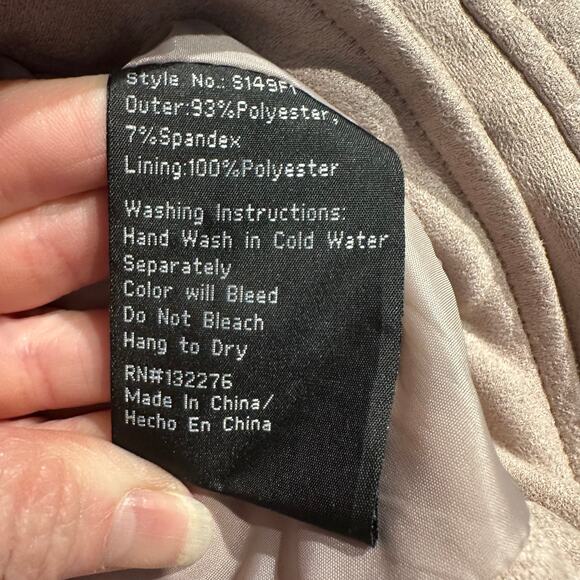 Style No.: S149F1
Outer:93%Polyester,
7%Spandex
Lining:100%Polyester
Washing Instructions:
Hand Wash in Cold Water
Separately
Color will Bleed
Do Not Bleach
Hang to Dry
RN#132276
Made In China/
Hecho En China